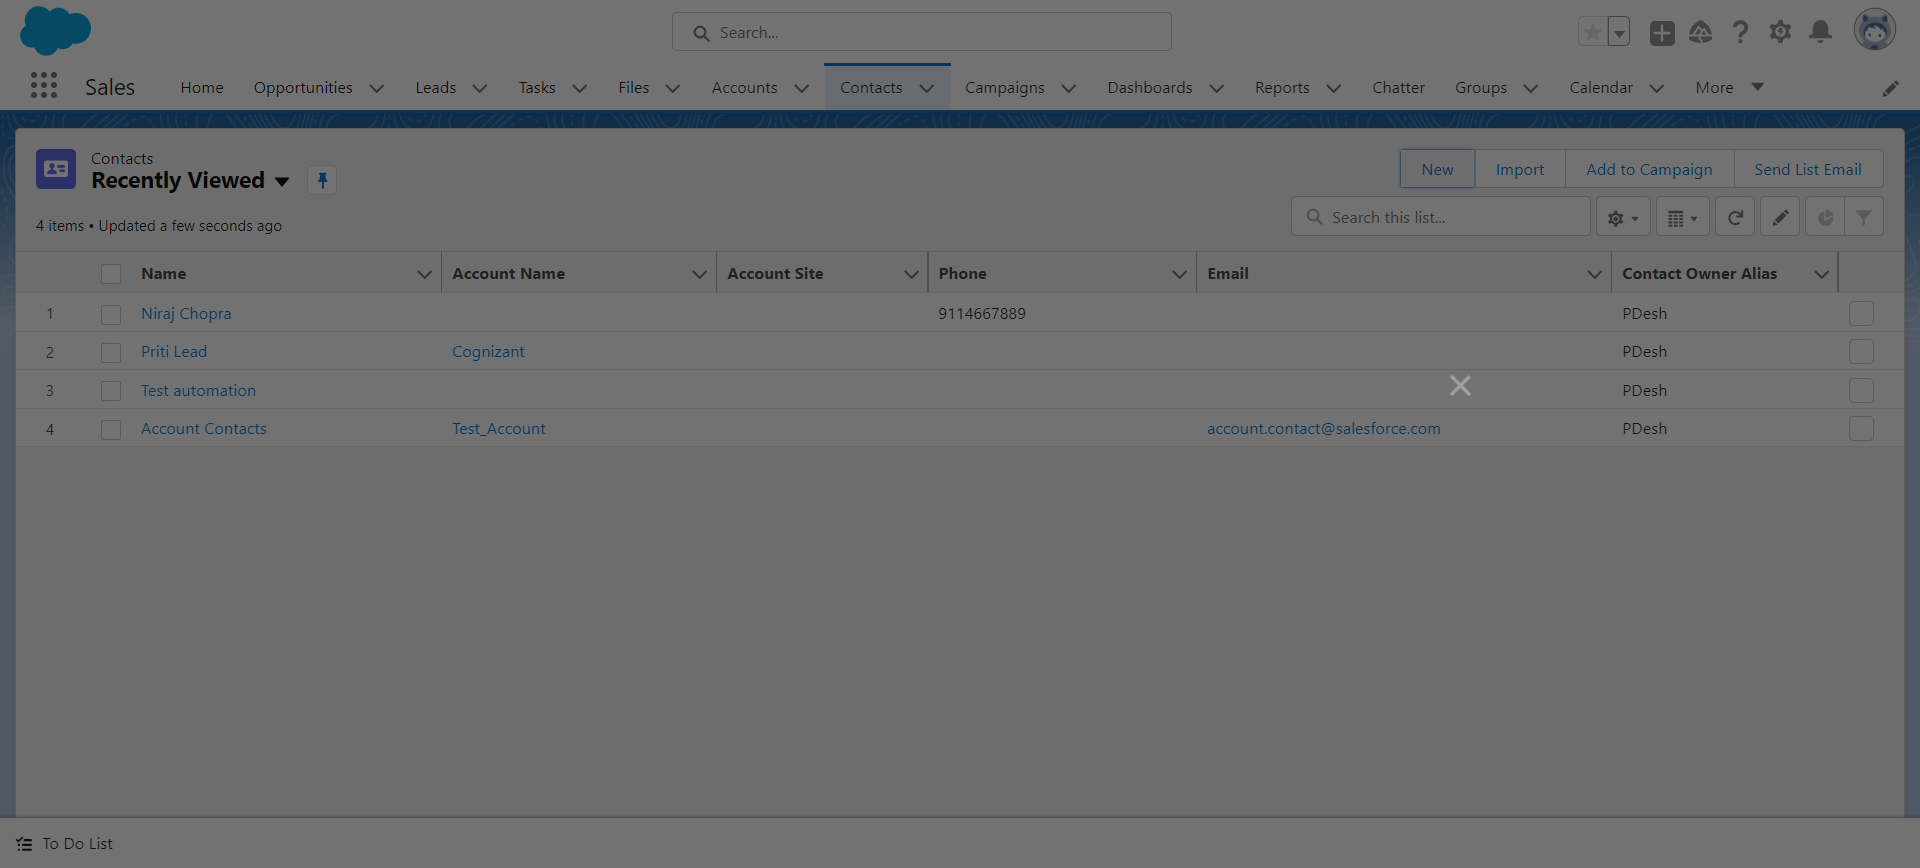 Search...
Sales Home Opportunities Leads Tasks Files Accounts Contacts Campaigns Dashboards Reports Chatter Groups Calendar More
Contacts
Recently Viewed
New Import Add to Campaign Send List Email
4 items • Updated a few seconds ago
Search this list...
Name Account Name Account Site Phone Email Contact Owner Alias
1 Niraj Chopra 9114667889 PDesh
2 Priti Lead Cognizant PDesh
3 Test automation PDesh
4 Account Contacts Test_Account account.contact@salesforce.com PDesh
To Do List